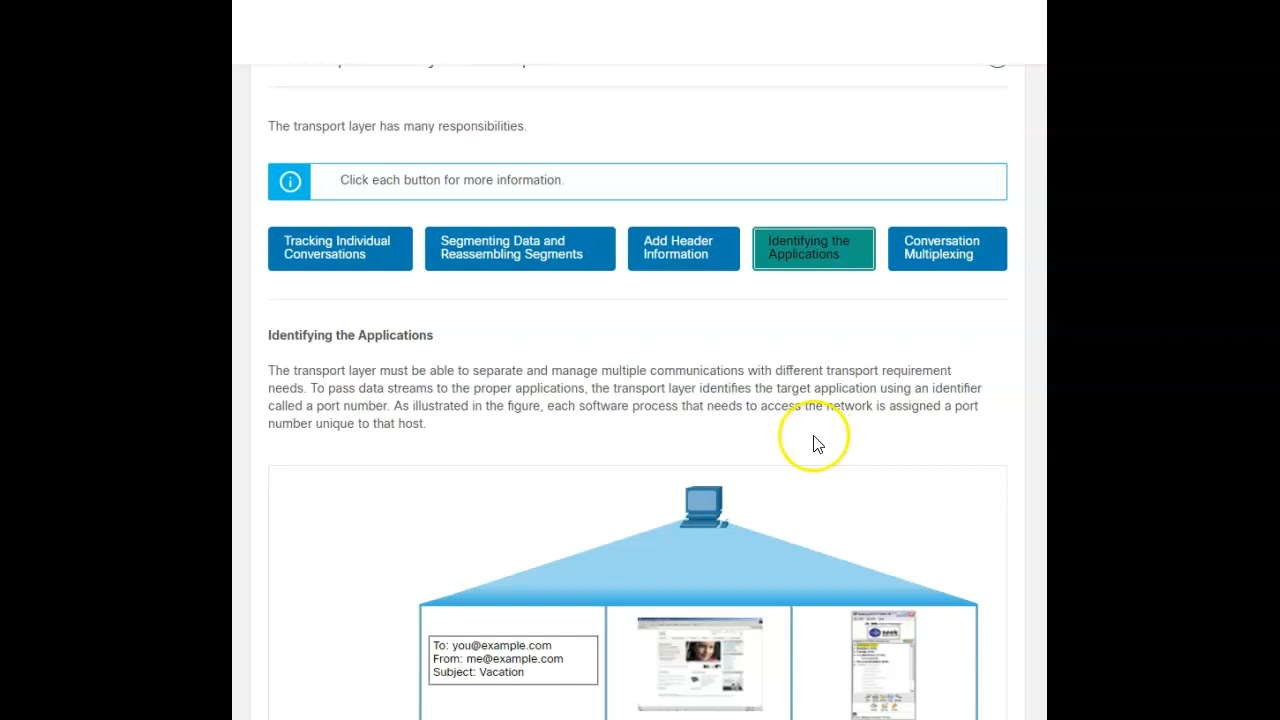 The transport layer has many responsibilities.
Click each button for more information.
Tracking Individual
Conversations
Segmenting Data and
Reassembling Segments
Add Header
Information
Identifying the
Applications
Conversation
Multiplexing
Identifying the Applications
The transport layer must be able to separate and manage multiple communications with different transport requirement
needs. To pass data streams to the proper applications, the transport layer identifies the target application using an identifier
called a port number. As illustrated in the figure, each software process that needs to access the network is assigned a port
number unique to that host.
To: you@example.com
From: me@example.com
Subject: Vacation